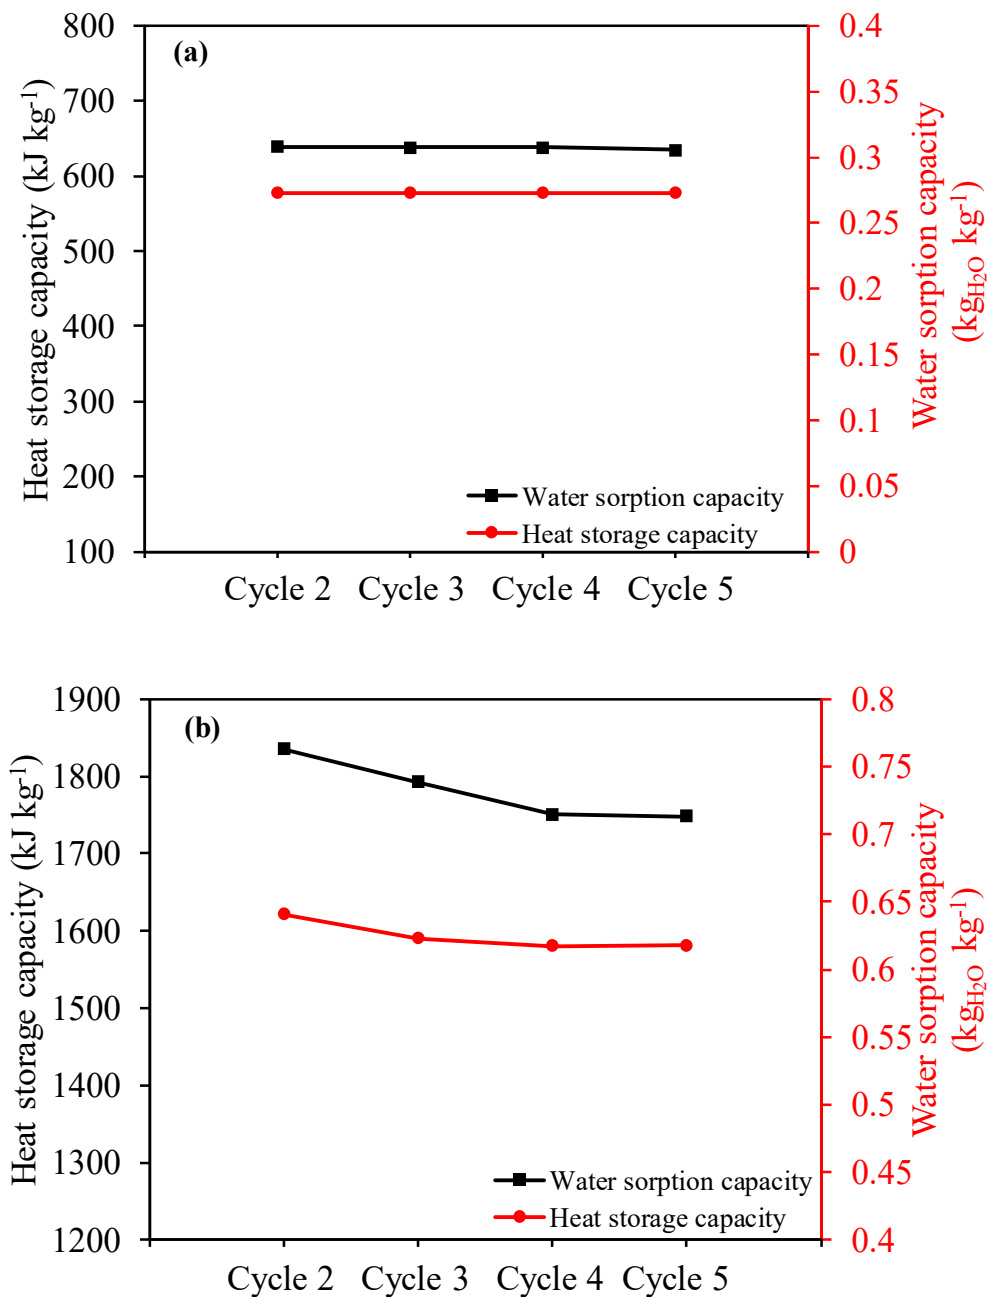 (a)
Heat storage capacity (kJ kg⁻¹)
800
700
600
500
400
300
200
100
0.4
0.35
0.3
0.25
0.2
0.15
0.1
0.05
0
Water sorption capacity
(kg_H₂O kg⁻¹)
Water sorption capacity
Heat storage capacity
Cycle 2 Cycle 3 Cycle 4 Cycle 5
(b)
Heat storage capacity (kJ kg⁻¹)
1900
1800
1700
1600
1500
1400
1300
1200
0.8
0.75
0.7
0.65
0.6
0.55
0.5
0.45
0.4
Water sorption capacity
(kg_H₂O kg⁻¹)
Water sorption capacity
Heat storage capacity
Cycle 2 Cycle 3 Cycle 4 Cycle 5